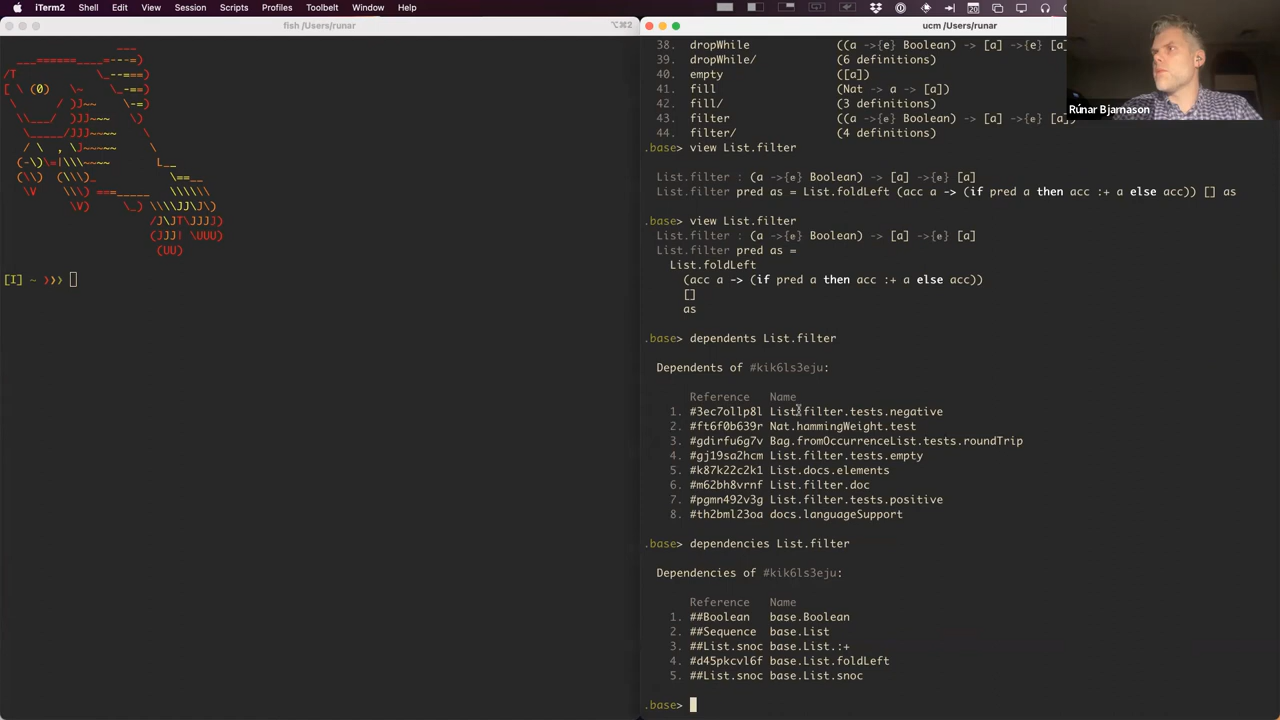 iTerm2 Shell Edit View Session Scripts Profiles Toolbelt Window Help
fish /Users/runar
⌥⌘2
[I] ~ ❯❯❯
ucm /Users/runar
38. dropWhile ((a ->{e} Boolean) -> [a] ->{e} [a]
39. dropWhile/ (6 definitions)
40. empty ([a])
41. fill (Nat -> a -> [a])
42. fill/ (3 definitions)
43. filter ((a ->{e} Boolean) -> [a] ->{e} [a])
44. filter/ (4 definitions)
.base> view List.filter
List.filter : (a ->{e} Boolean) -> [a] ->{e} [a]
List.filter pred as = List.foldLeft (acc a -> (if pred a then acc :+ a else acc)) [] as
.base> view List.filter
List.filter : (a ->{e} Boolean) -> [a] ->{e} [a]
List.filter pred as =
List.foldLeft
(acc a -> (if pred a then acc :+ a else acc))
[]
as
.base> dependents List.filter
Dependents of #kik6ls3eju:
Reference Name
1. #3ec7ollp8l List.filter.tests.negative
2. #ft6f0b639r Nat.hammingWeight.test
3. #gdirfu6g7v Bag.fromOccurrenceList.tests.roundTrip
4. #gj19sa2hcm List.filter.tests.empty
5. #k87k22c2k1 List.docs.elements
6. #m62bh8vrnf List.filter.doc
7. #pgmn492v3g List.filter.tests.positive
8. #th2bml23oa docs.languageSupport
.base> dependencies List.filter
Dependencies of #kik6ls3eju:
Reference Name
1. ##Boolean base.Boolean
2. ##Sequence base.List
3. ##List.snoc base.List.:+
4. #d45pkcvl6f base.List.foldLeft
5. ##List.snoc base.List.snoc
.base>
Rúnar Bjarnason